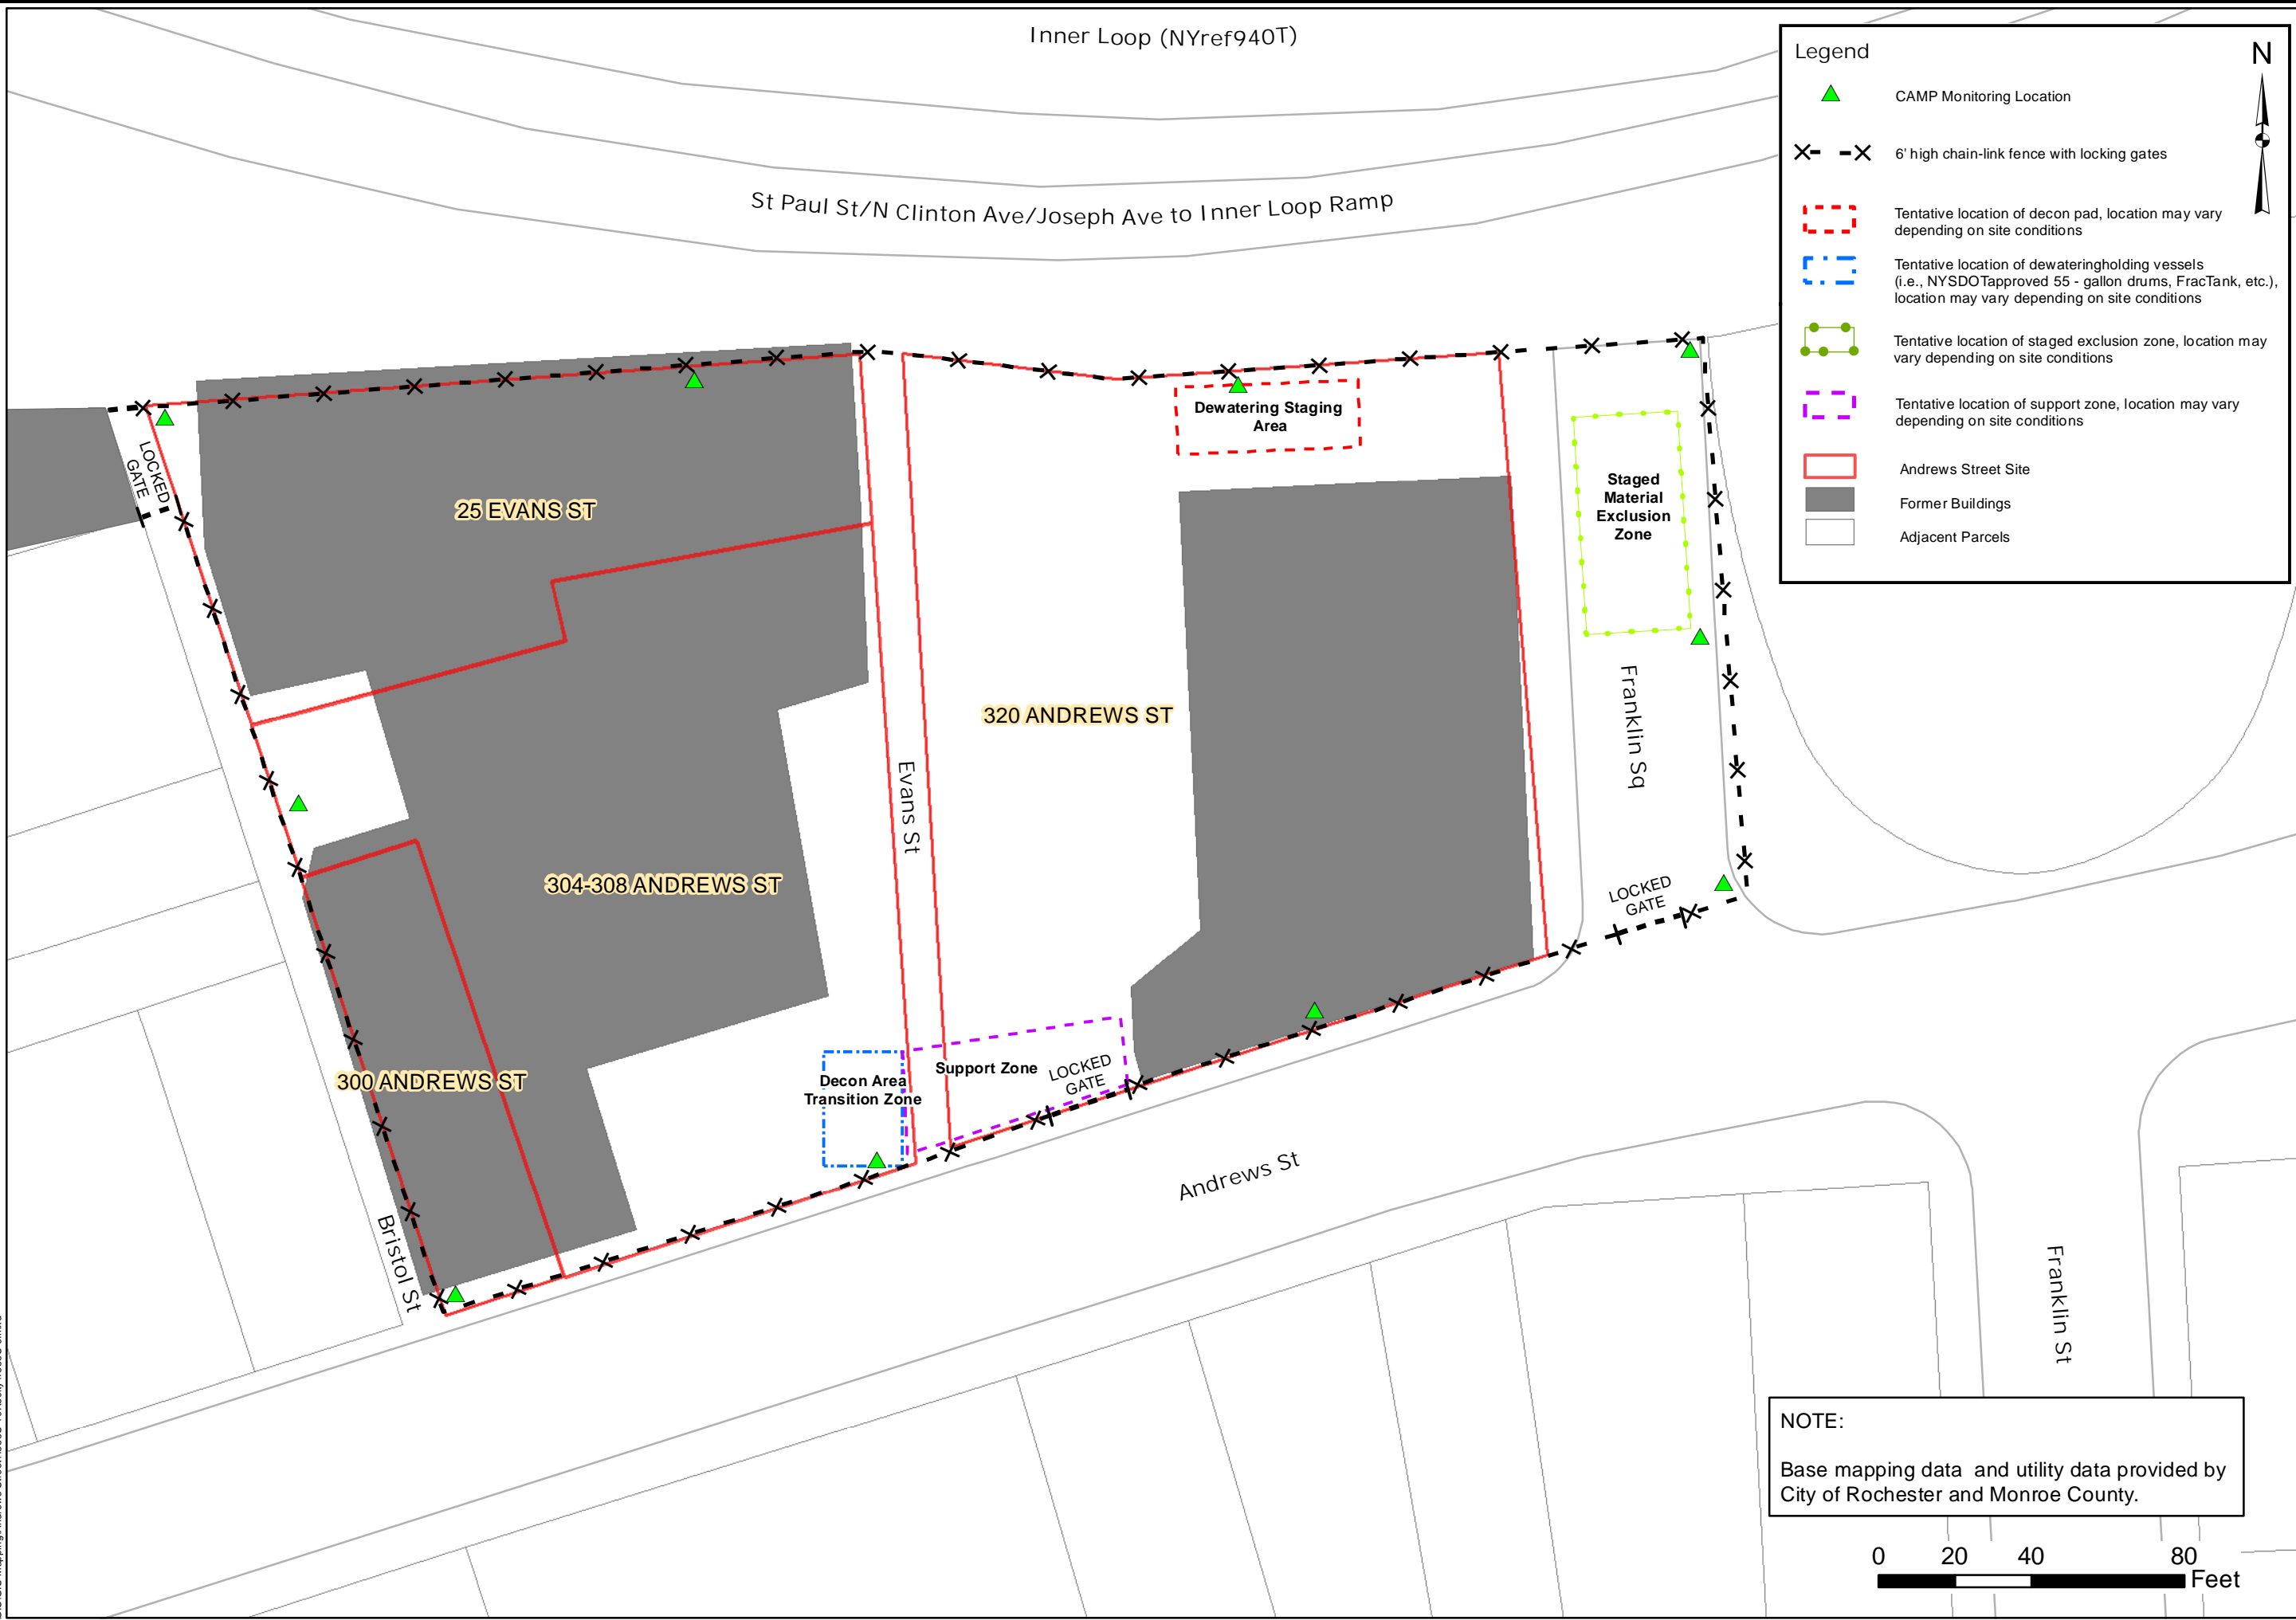 Inner Loop (NYref940T)
St Paul St/N Clinton Ave/Joseph Ave to Inner Loop Ramp
Legend
N
CAMP Monitoring Location
6' high chain-link fence with locking gates
Tentative location of decon pad, location may vary
depending on site conditions
Tentative location of dewateringholding vessels
(i.e., NYSDOTapproved 55 - gallon drums, FracTank, etc.),
location may vary depending on site conditions
Tentative location of staged exclusion zone, location may
vary depending on site conditions
Tentative location of support zone, location may vary
depending on site conditions
Andrews Street Site
Former Buildings
Adjacent Parcels
LOCKED
GATE
25 EVANS ST
Dewatering Staging
Area
Staged
Material
Exclusion
Zone
Franklin Sq
320 ANDREWS ST
Evans St
304-308 ANDREWS ST
LOCKED
GATE
300 ANDREWS ST
Decon Area
Transition Zone
Support Zone
LOCKED
GATE
Andrews St
Bristol St
Franklin St
NOTE:
Base mapping data and utility data provided by
City of Rochester and Monroe County.
0 20 40 80
Feet